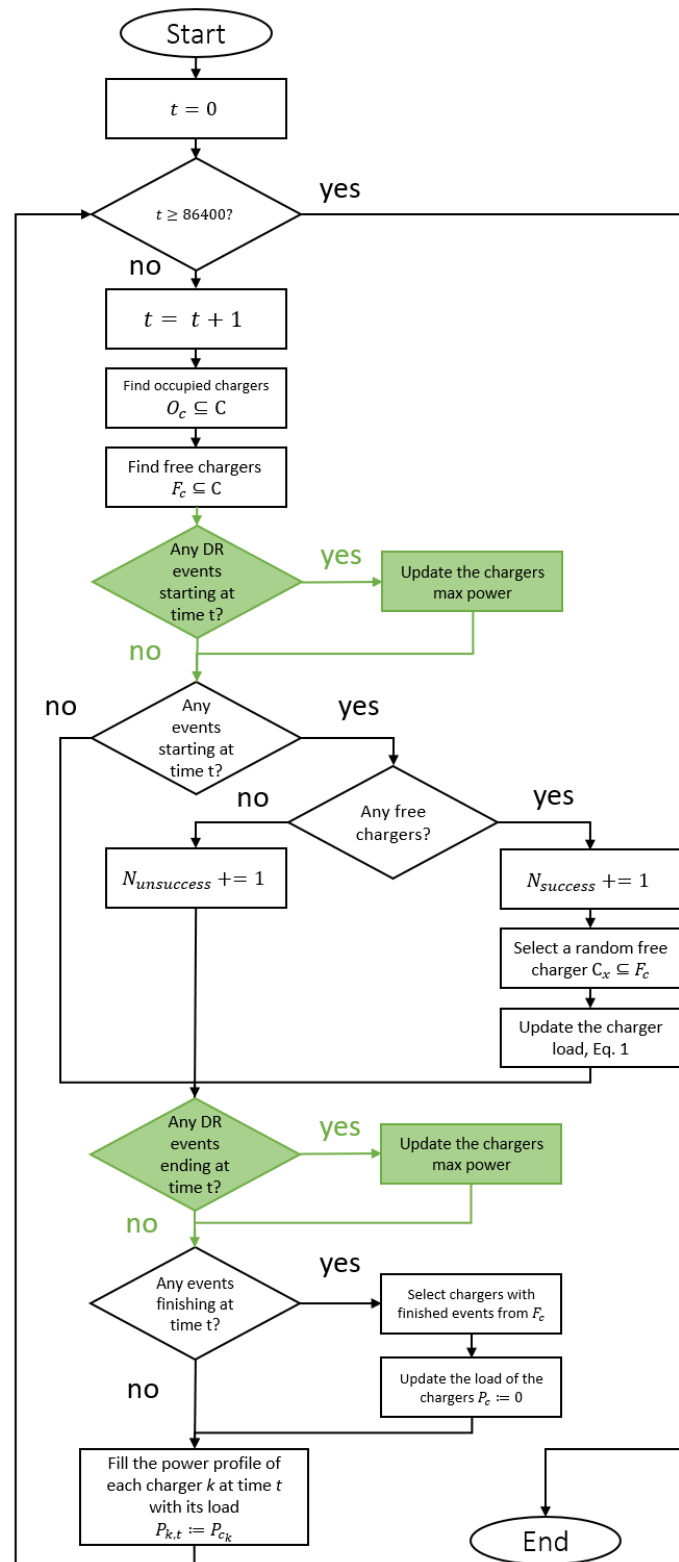 Start
t = 0
yes
t ≥ 86400?
no
t = t + 1
Find occupied chargers
O_c ⊆ C
Find free chargers
F_c ⊆ C
Any DR
events
starting at
time t?
yes
Update the chargers
max power
no
no
Any
events
starting at
time t?
yes
no
Any free
chargers?
yes
N_unsuccess += 1
N_success += 1
Select a random free
charger C_x ⊆ F_c
Update the charger
load, Eq. 1
Any DR
events
ending at
time t?
yes
Update the chargers
max power
no
Any events
finishing at
time t?
yes
Select chargers with
finished events from F_c
Update the load of the
chargers P_c ≔ 0
no
Fill the power profile of
each charger k at time t
with its load
P_k,t ≔ P_c_k
End